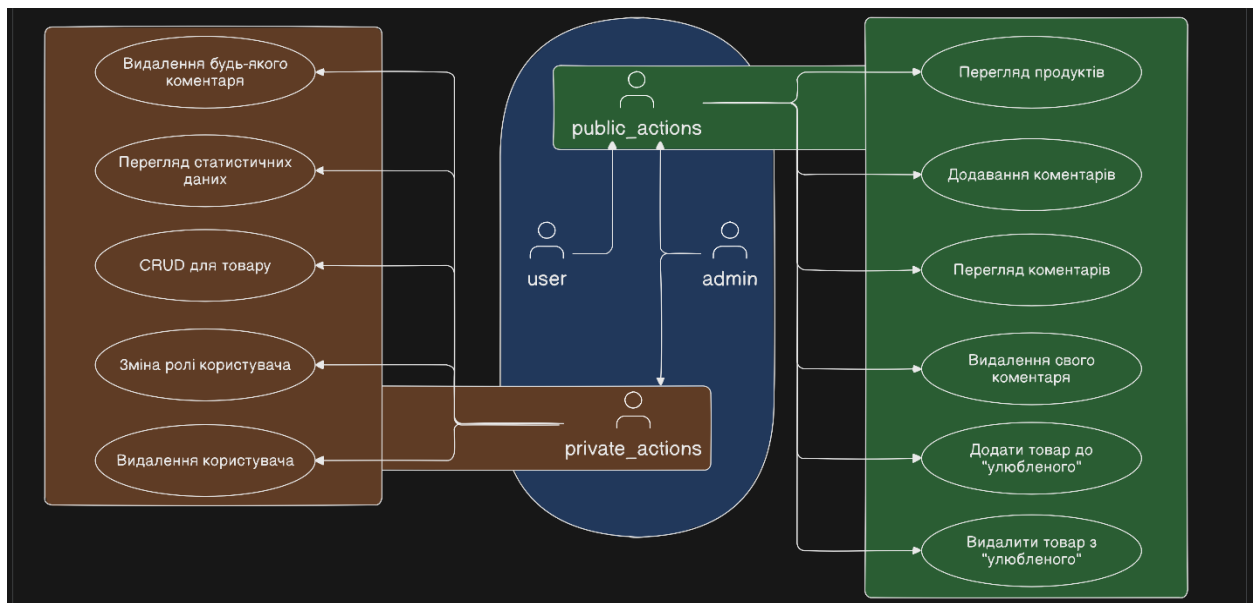 Видалення будь-якого
коментаря
Перегляд статистичних
даних
CRUD для товару
Зміна ролі користувача
Видалення користувача
public_actions
user
admin
private_actions
Перегляд продуктів
Додавання коментарів
Перегляд коментарів
Видалення свого
коментаря
Додати товар до
"улюбленого"
Видалити товар з
"улюбленого"